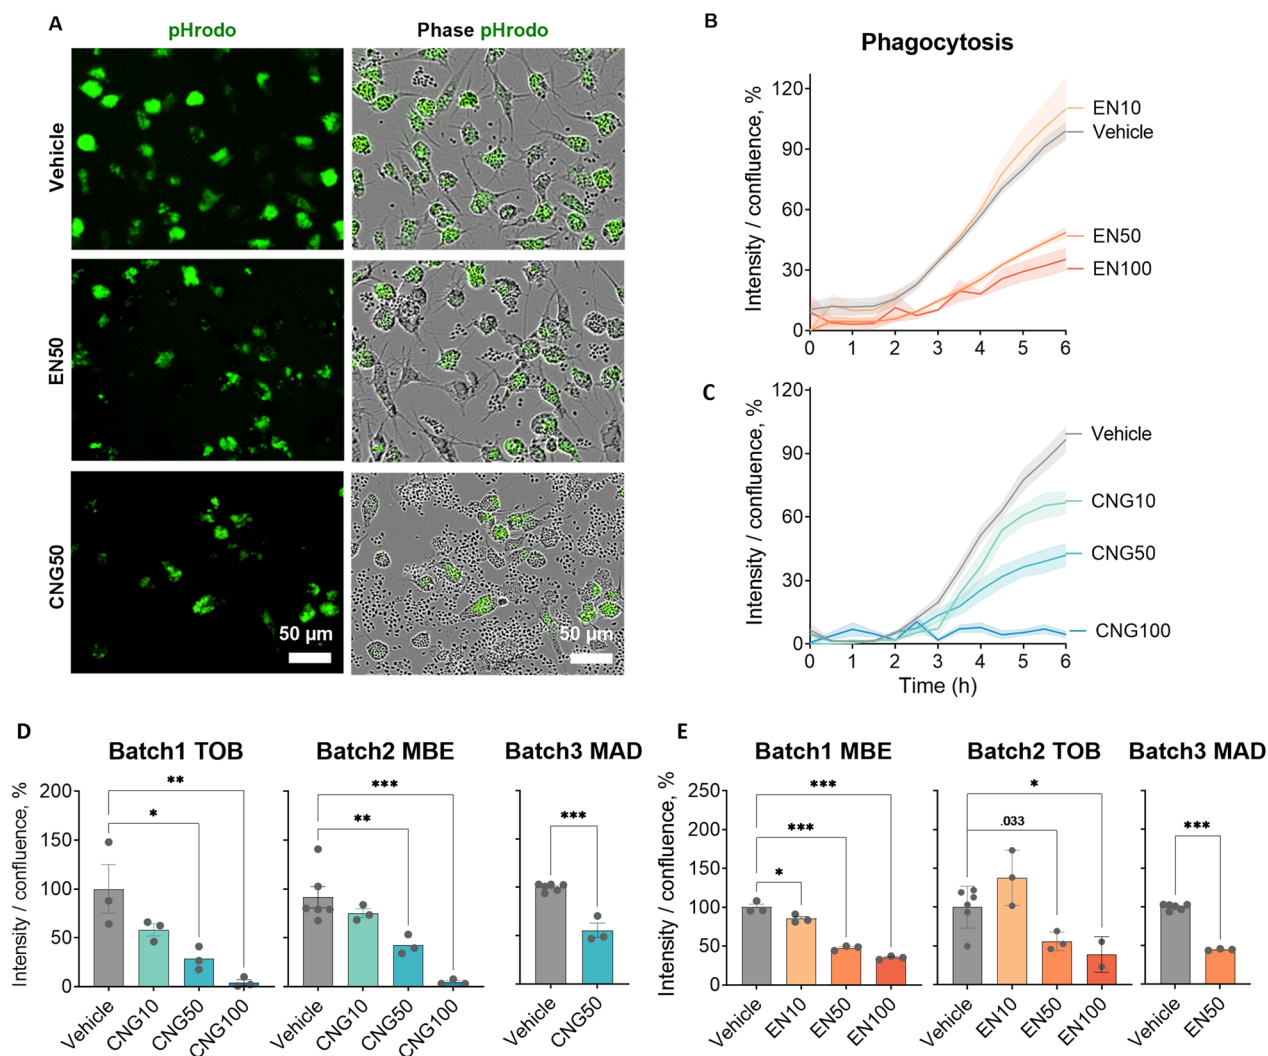 A
pHrodo
Phase pHrodo
Vehicle
EN50
CNG50
50 µm
50 µm
B
Phagocytosis
Intensity / confluence, %
120
90
60
30
0
0 1 2 3 4 5 6
EN10
Vehicle
EN50
EN100
C
Intensity / confluence, %
120
90
60
30
0
0 1 2 3 4 5 6
Time (h)
Vehicle
CNG10
CNG50
CNG100
D
Batch1 TOB
Batch2 MBE
Batch3 MAD
Intensity / confluence, %
200
150
100
50
0
**
*
***
**
***
Vehicle
CNG10
CNG50
CNG100
Vehicle
CNG10
CNG50
CNG100
Vehicle
CNG50
E
Batch1 MBE
Batch2 TOB
Batch3 MAD
Intensity / confluence, %
250
200
150
100
50
0
***
***
*
*
.033
***
Vehicle
EN10
EN50
EN100
Vehicle
EN10
EN50
EN100
Vehicle
EN50